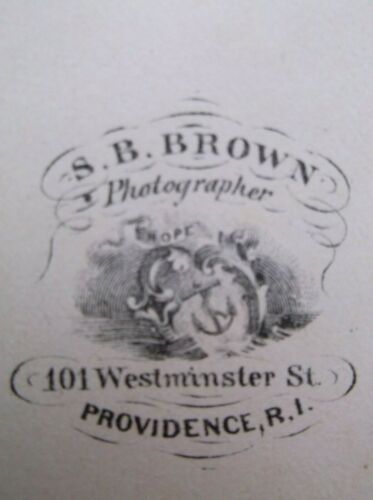 S. B. BROWN
Photographer
HOPE
101 Westminster St.
PROVIDENCE, R.I.